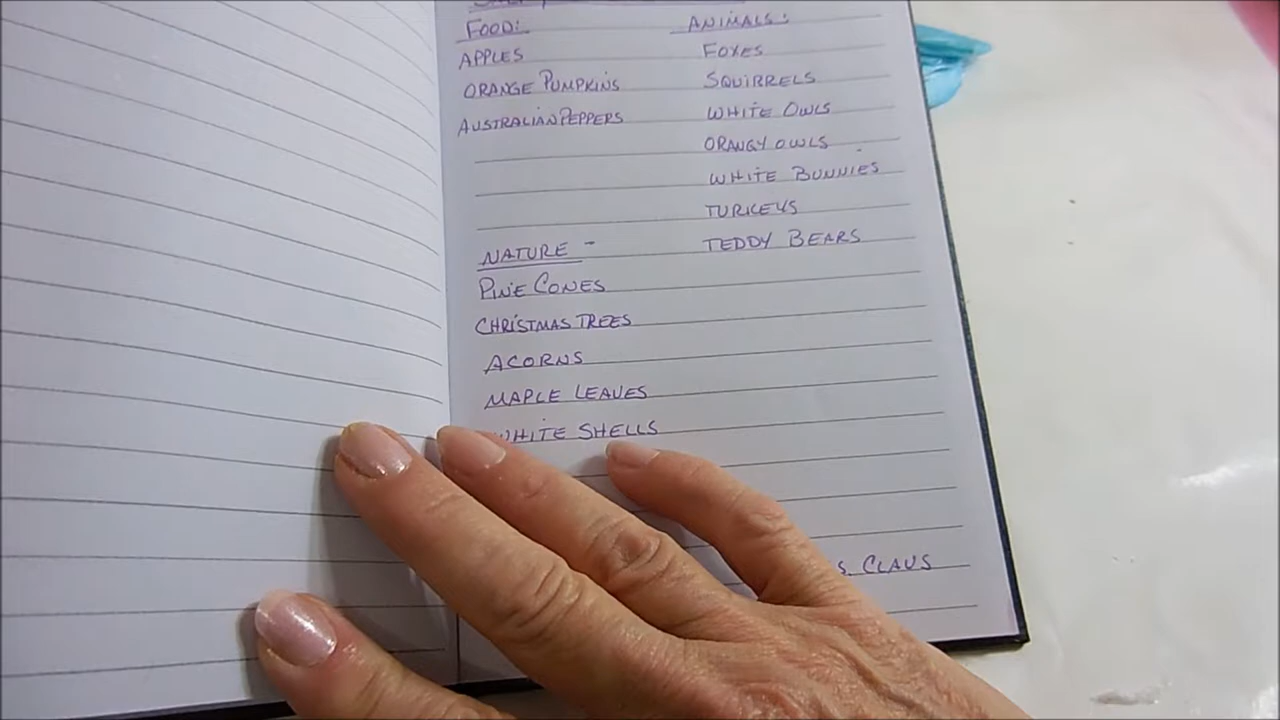 FOOD:
APPLES
ORANGE PUMPKINS
AUSTRALIAN PEPPERS
NATURE -
PINE CONES
CHRISTMAS TREES
ACORNS
MAPLE LEAVES
WHITE SHELLS
ANIMALS:
FOXES
SQUIRRELS
WHITE OWLS
ORANGY OWLS
WHITE BUNNIES
TURKEYS
TEDDY BEARS
S. CLAUS